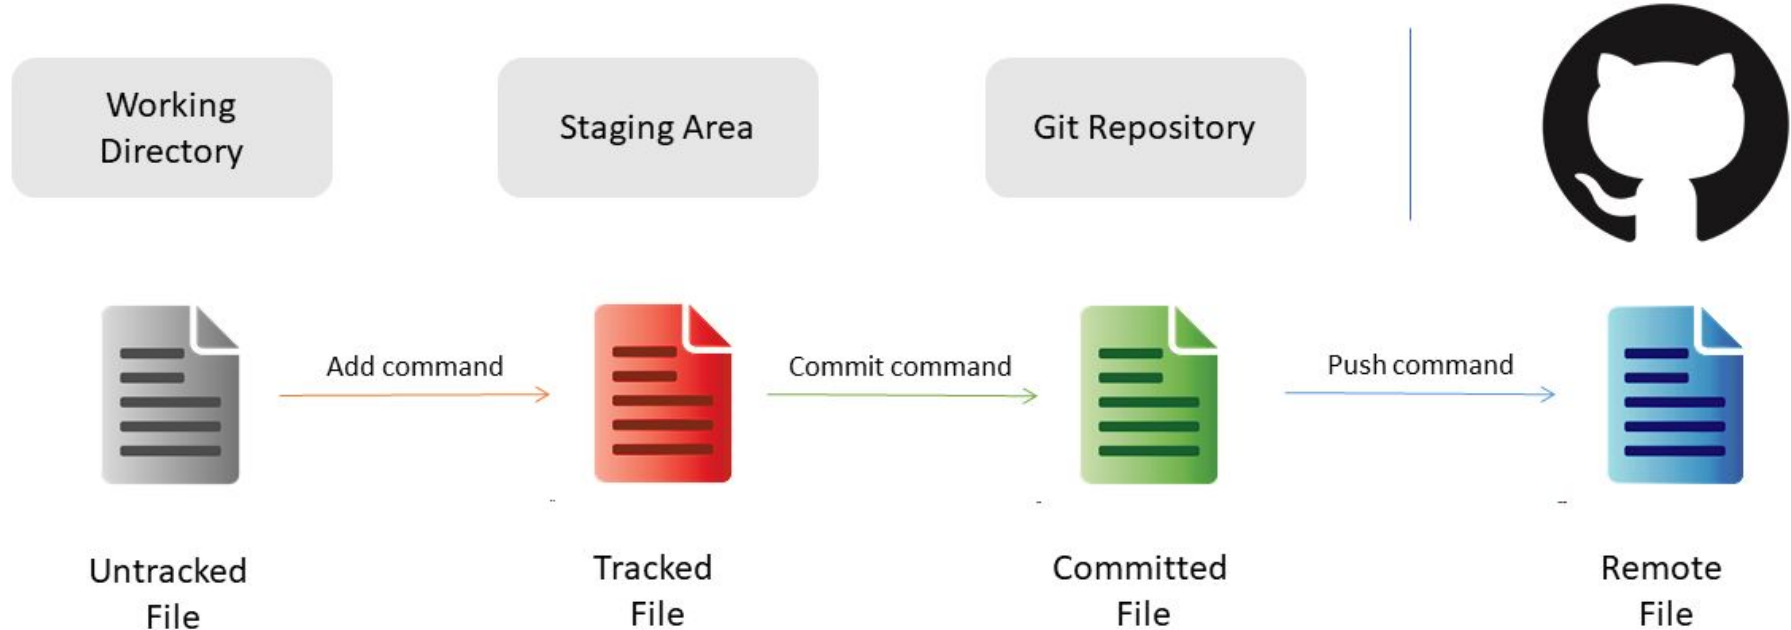 Working
Directory
Staging Area
Git Repository
Add command
Commit command
Push command
Untracked
File
Tracked
File
Committed
File
Remote
File